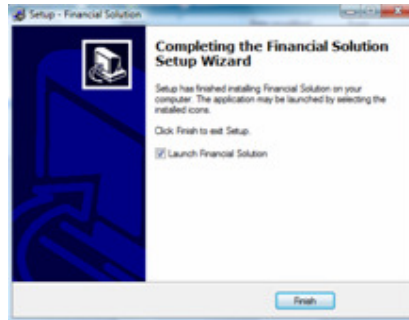 Setup - Financial Solution
Completing the Financial Solution
Setup Wizard
Setup has finished installing Financial Solution on your
computer. The application may be launched by selecting the
installed icons.
Click Finish to exit Setup.
Launch Financial Solution
Finish